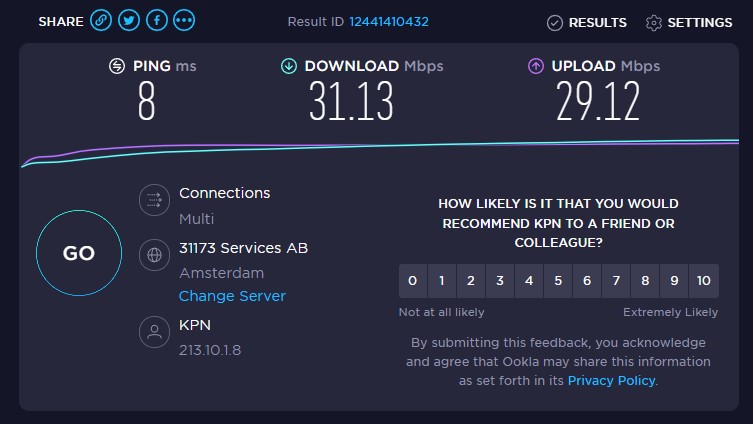 SHARE Result ID 12441410432 RESULTS SETTINGS
PING ms DOWNLOAD Mbps UPLOAD Mbps
8 31.13 29.12
GO
Connections
Multi
31173 Services AB
Amsterdam
Change Server
KPN
213.10.1.8
HOW LIKELY IS IT THAT YOU WOULD
RECOMMEND KPN TO A FRIEND OR
COLLEAGUE?
0 1 2 3 4 5 6 7 8 9 10
Not at all likely Extremely Likely
By submitting this feedback, you acknowledge
and agree that Ookla may share this information
as set forth in its Privacy Policy.